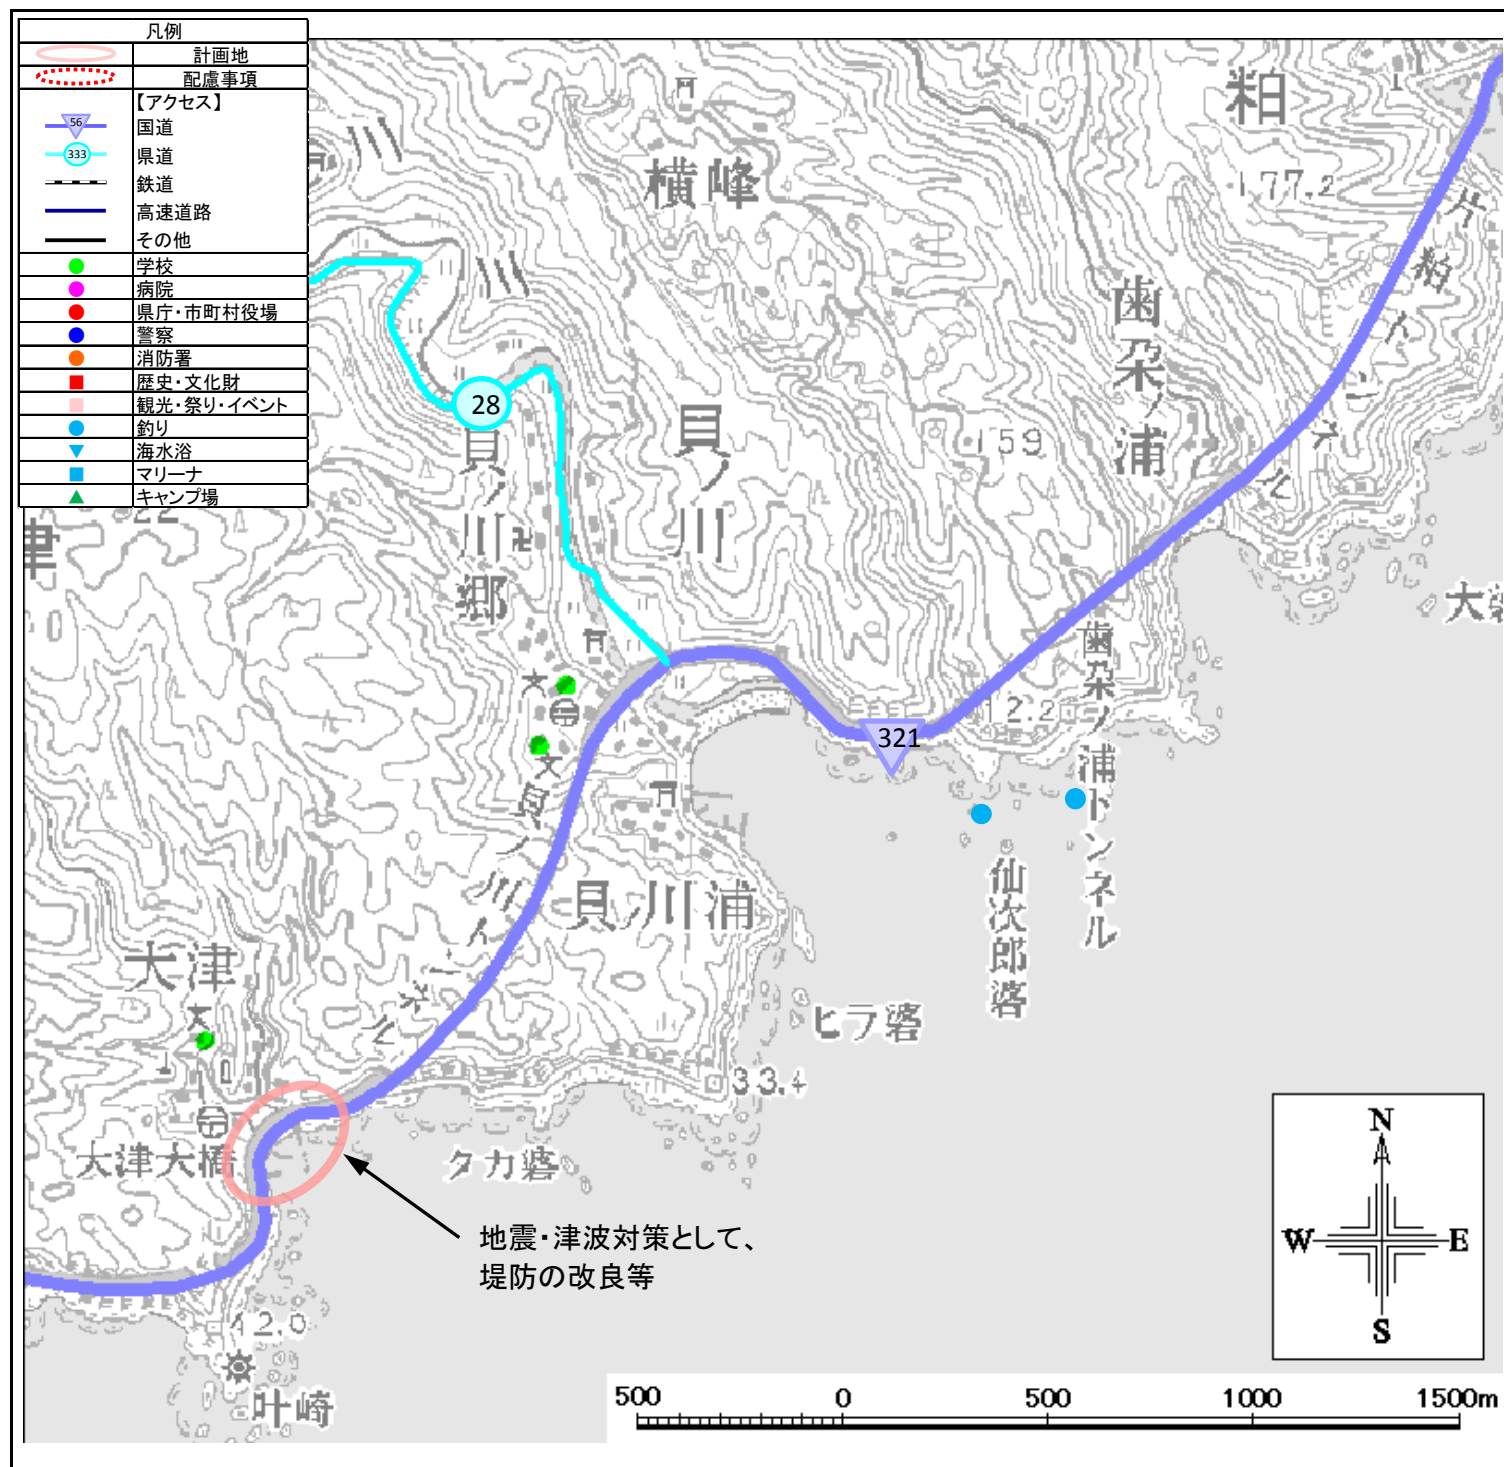 凡例
計画地
配慮事項
【アクセス】
56
国道
333
県道
鉄道
高速道路
その他
学校
病院
県庁・市町村役場
警察
消防署
歴史・文化財
観光・祭り・イベント
釣り
海水浴
マリーナ
キャンプ場
粕
横峰
177.2
歯朶ノ浦
28
貝ノ川
159
貝ノ川郷
津
大碆
歯朶ノ浦トンネル
12.2
321
貝ノ川トンネル
貝ノ川浦
仙次郎碆
大津
ヒラ碆
33.4
大津大橋
タカ碆
地震・津波対策として、
堤防の改良等
42.0
叶崎
N
W
E
S
500
0
500
1000
1500m